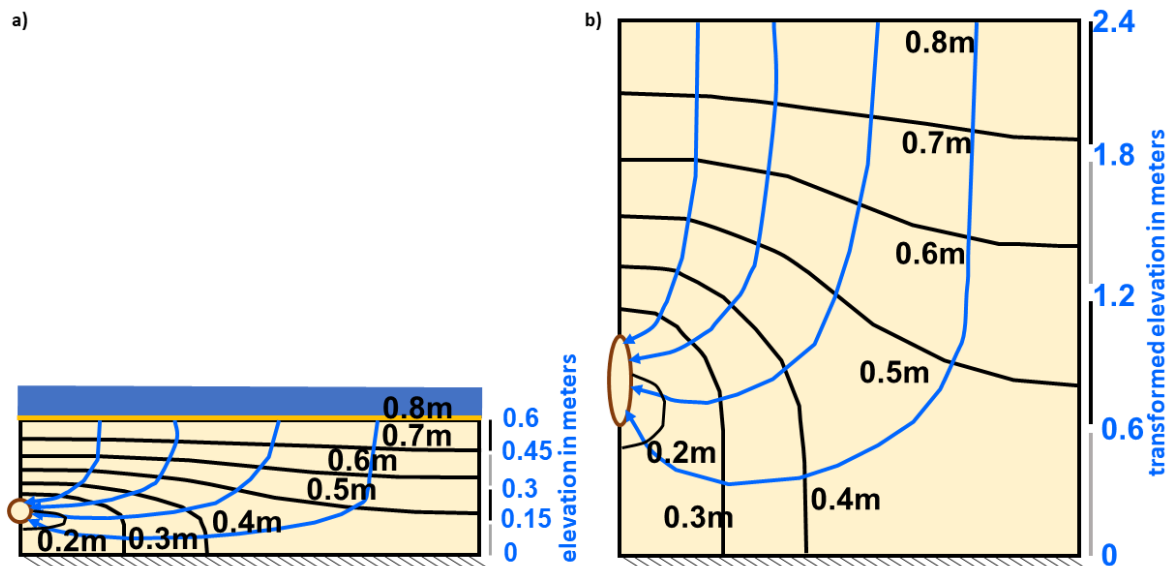 a)
0.8m
0.7m
0.6m
0.5m
0.4m
0.3m
0.2m
0.6
0.45
0.3
0.15
0
elevation in meters
b)
0.8m
0.7m
0.6m
0.5m
0.4m
0.3m
0.2m
2.4
1.8
1.2
0.6
0
transformed elevation in meters